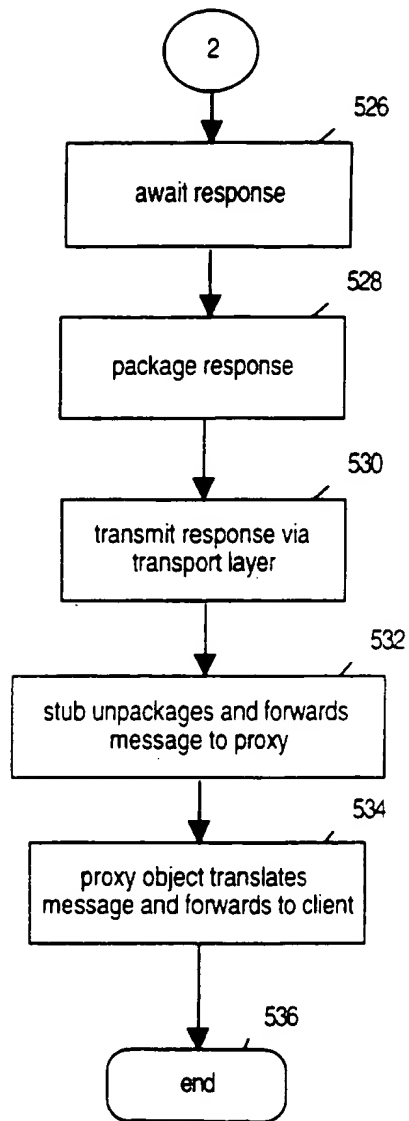 2
526
await response
528
package response
530
transmit response via
transport layer
532
stub unpackages and forwards
message to proxy
534
proxy object translates
message and forwards to client
536
end